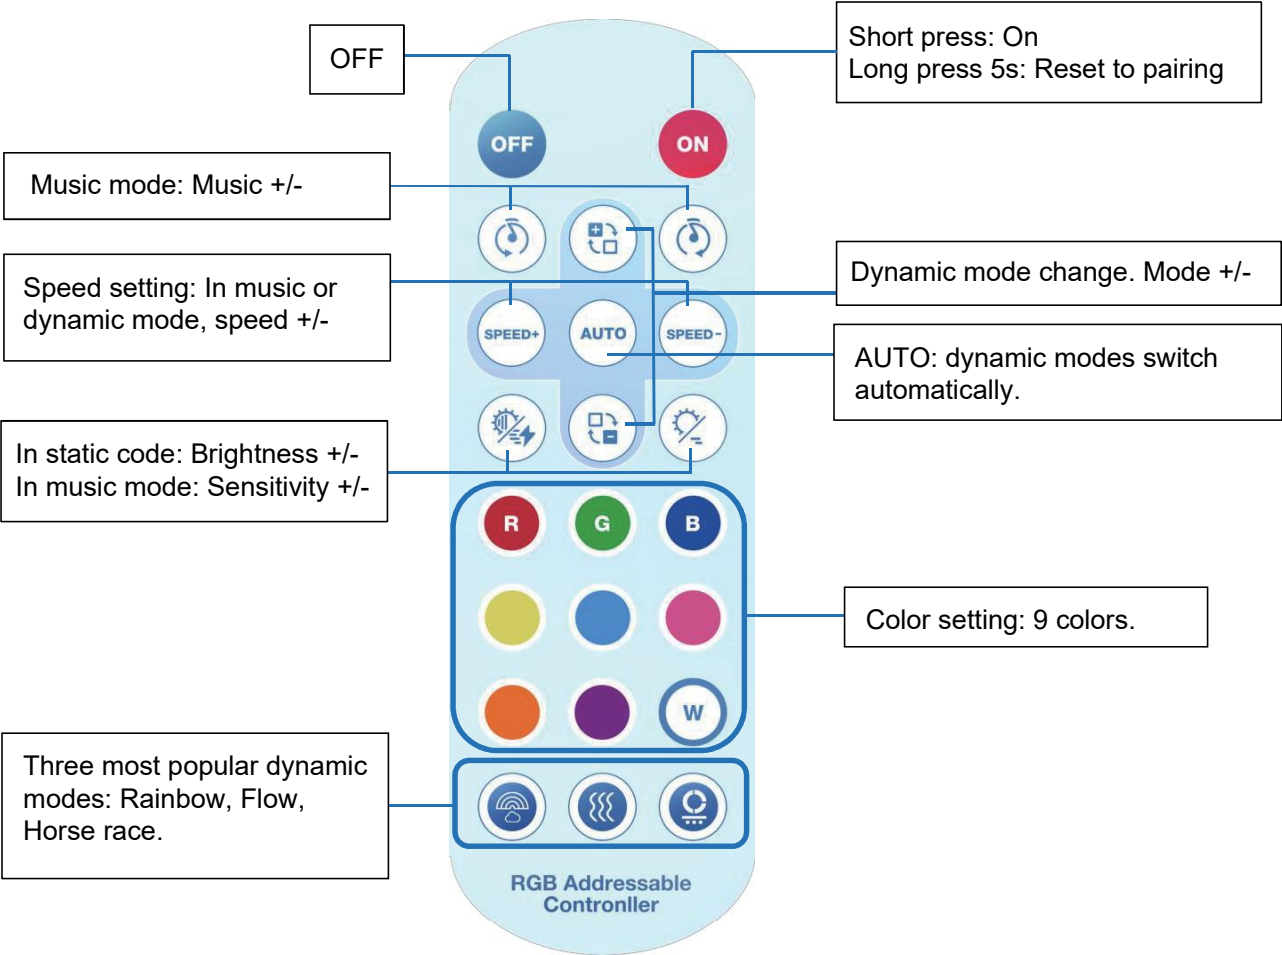 OFF
Short press: On
Long press 5s: Reset to pairing
OFF
ON
Music mode: Music +/-
Speed setting: In music or
dynamic mode, speed +/-
Dynamic mode change. Mode +/-
SPEED+
AUTO
SPEED-
AUTO: dynamic modes switch
automatically.
In static code: Brightness +/-
In music mode: Sensitivity +/-
R
G
B
Color setting: 9 colors.
W
Three most popular dynamic
modes: Rainbow, Flow,
Horse race.
RGB Addressable
Contronller